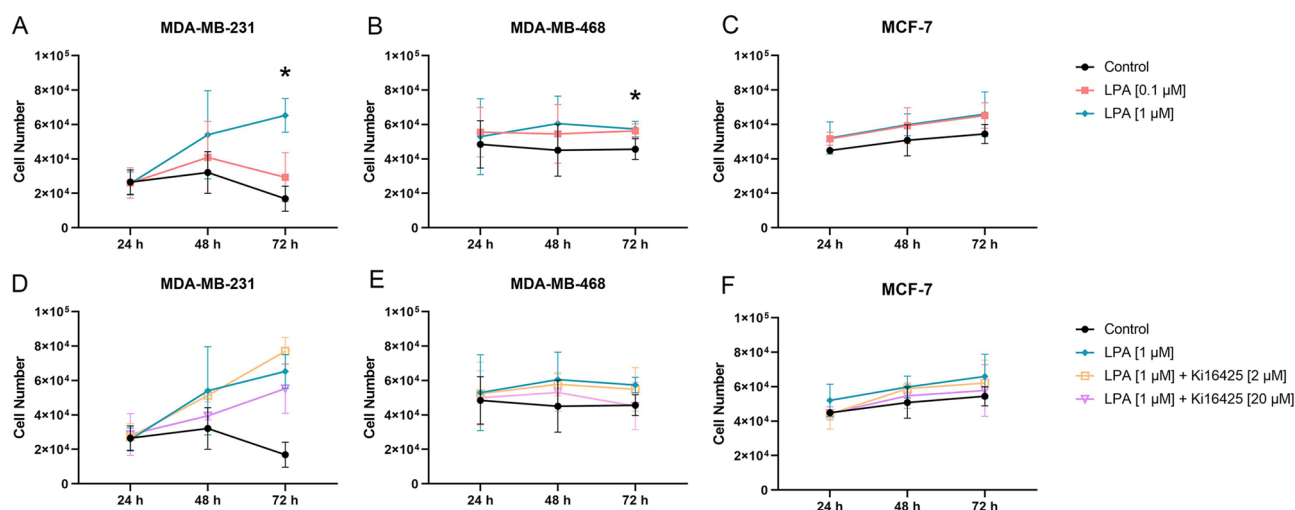 A
MDA-MB-231
1×10⁵
8×10⁴
6×10⁴
4×10⁴
2×10⁴
0
Cell Number
*
24 h 48 h 72 h
B
MDA-MB-468
1×10⁵
8×10⁴
6×10⁴
4×10⁴
2×10⁴
0
Cell Number
*
24 h 48 h 72 h
C
MCF-7
1×10⁵
8×10⁴
6×10⁴
4×10⁴
2×10⁴
0
Cell Number
24 h 48 h 72 h
Control
LPA [0.1 µM]
LPA [1 µM]
D
MDA-MB-231
1×10⁵
8×10⁴
6×10⁴
4×10⁴
2×10⁴
0
Cell Number
24 h 48 h 72 h
E
MDA-MB-468
1×10⁵
8×10⁴
6×10⁴
4×10⁴
2×10⁴
0
Cell Number
24 h 48 h 72 h
F
MCF-7
1×10⁵
8×10⁴
6×10⁴
4×10⁴
2×10⁴
0
Cell Number
24 h 48 h 72 h
Control
LPA [1 µM]
LPA [1 µM] + Ki16425 [2 µM]
LPA [1 µM] + Ki16425 [20 µM]